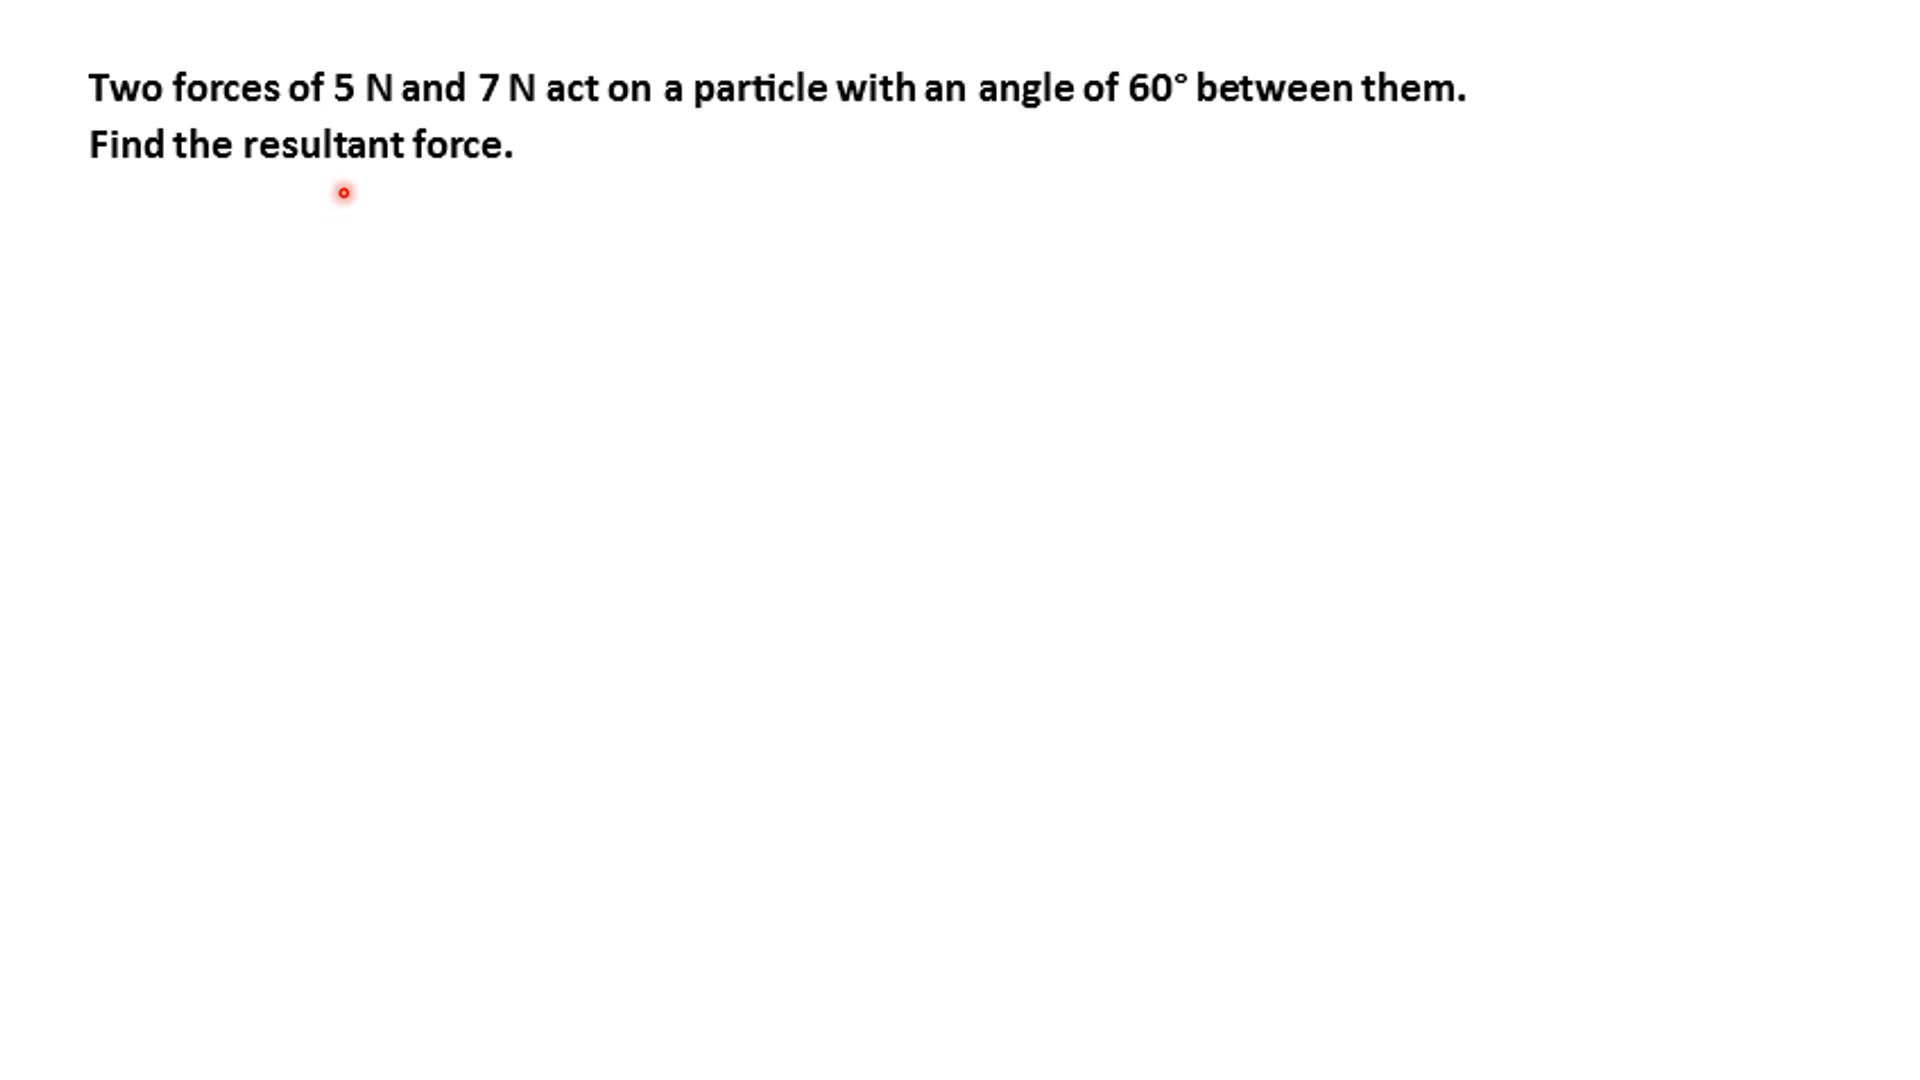 Two forces of 5 N and 7 N act on a particle with an angle of 60° between them.
Find the resultant force.